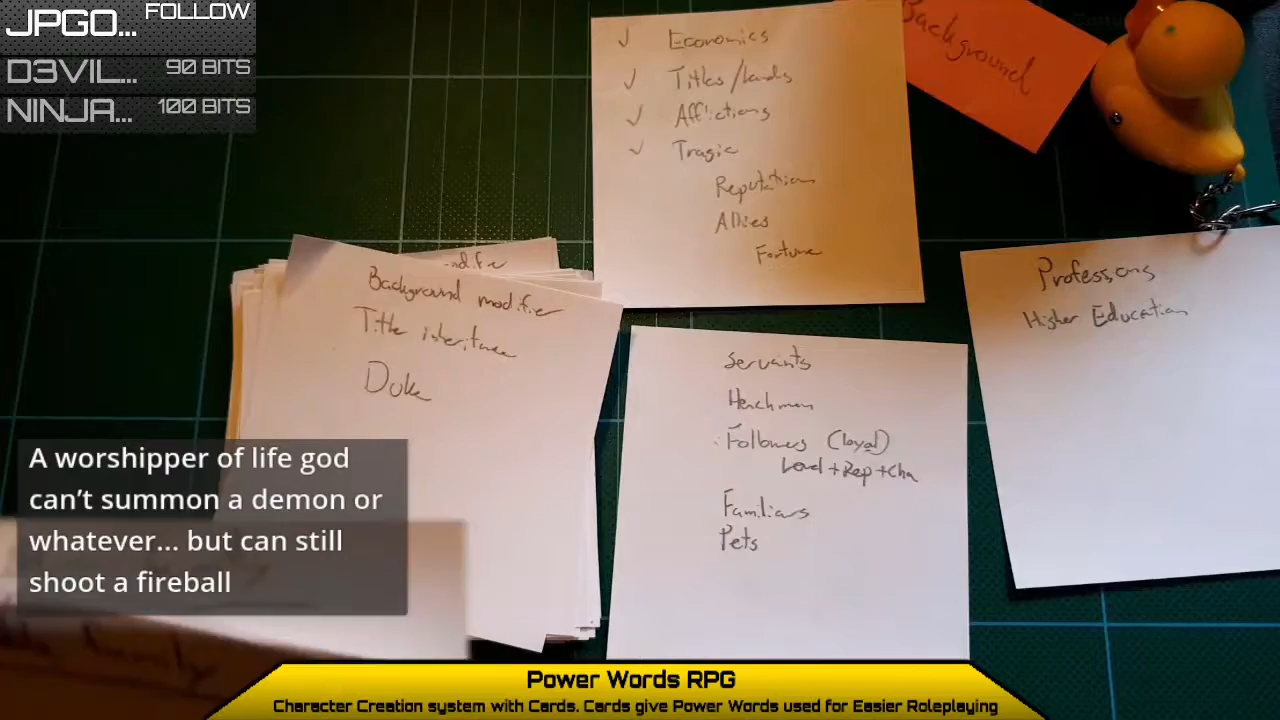 JPGO...
FOLLOW
D3VIL... 90 BITS
NINJA... 100 BITS
✓ Economics
✓ Titles/lands
✓ Afflictions
✓ Tragic
Reputation
Allies
Fortune
Background
Background modifier
Title inheritance
Duke
Servants
Henchman
Followers (loyal)
Level+Rep+Cha
Familiars
Pets
Professions
Higher Education
A worshipper of life god
can't summon a demon or
whatever... but can still
shoot a fireball
Power Words RPG
Character Creation system with Cards. Cards give Power Words used for Easier Roleplaying